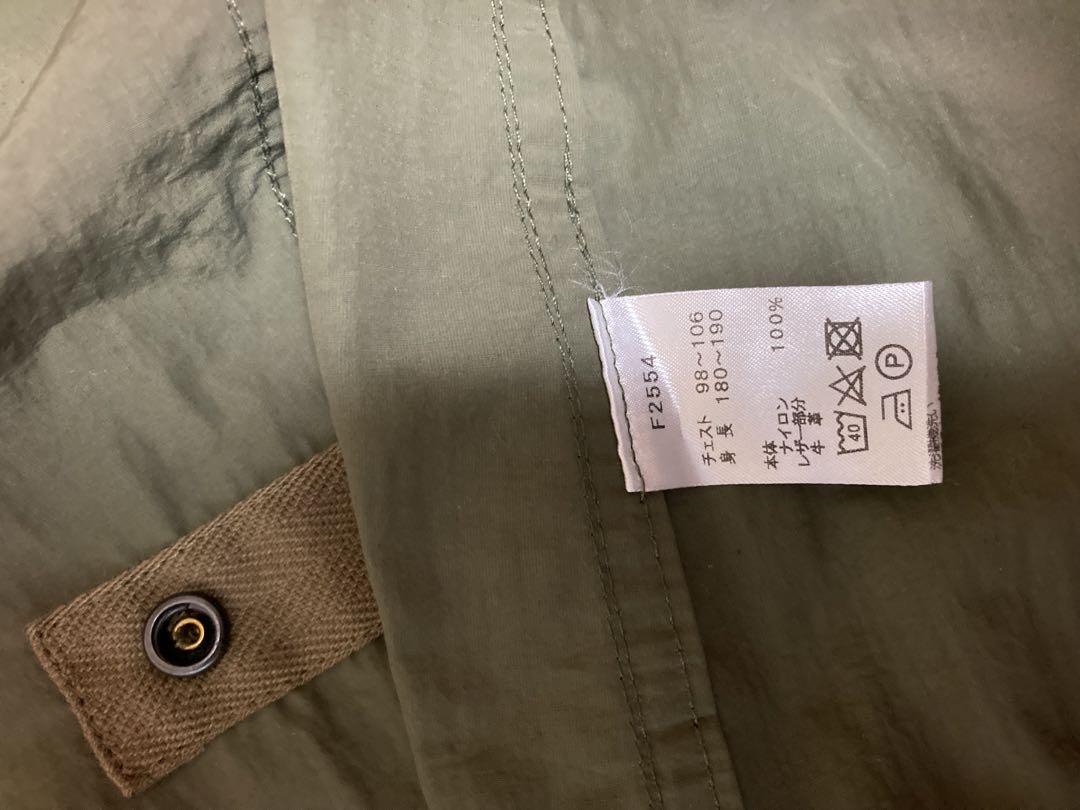 F2554
チェスト 98～106
身 長 180～190
本体
ナイロン 100%
レザー部分
牛 革
40
P